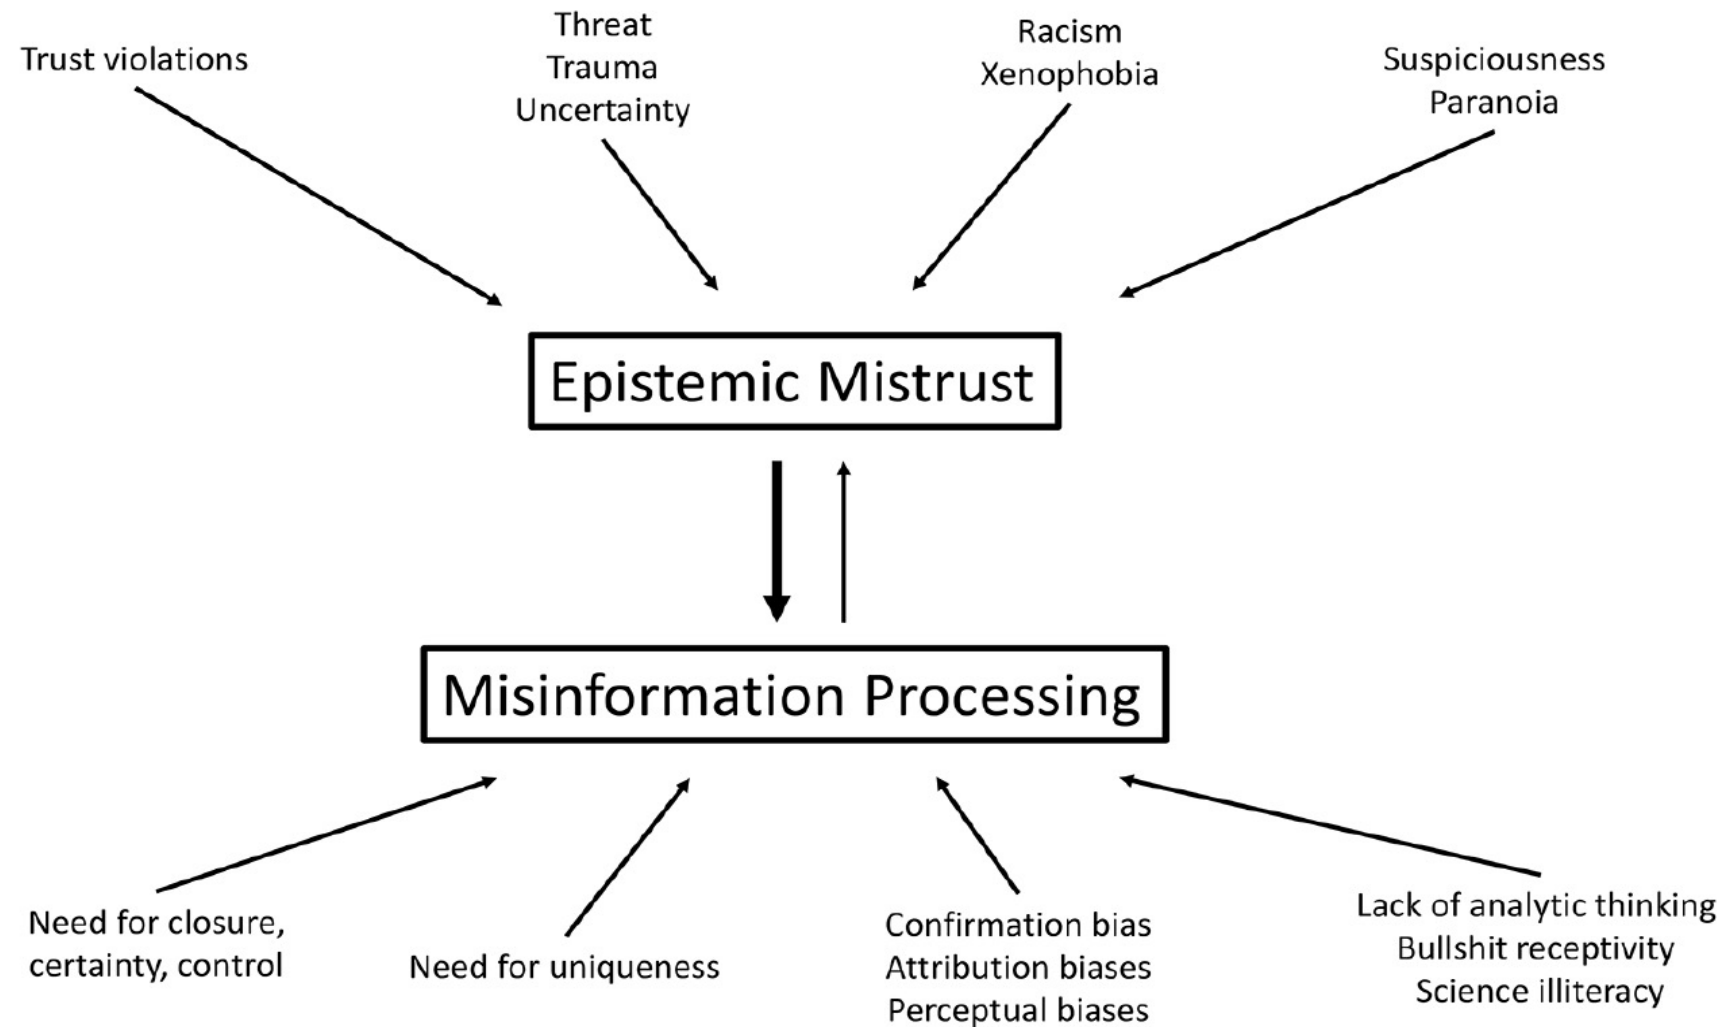 Trust violations
Threat
Trauma
Uncertainty
Racism
Xenophobia
Suspiciousness
Paranoia
Epistemic Mistrust
Misinformation Processing
Need for closure,
certainty, control
Need for uniqueness
Confirmation bias
Attribution biases
Perceptual biases
Lack of analytic thinking
Bullshit receptivity
Science illiteracy